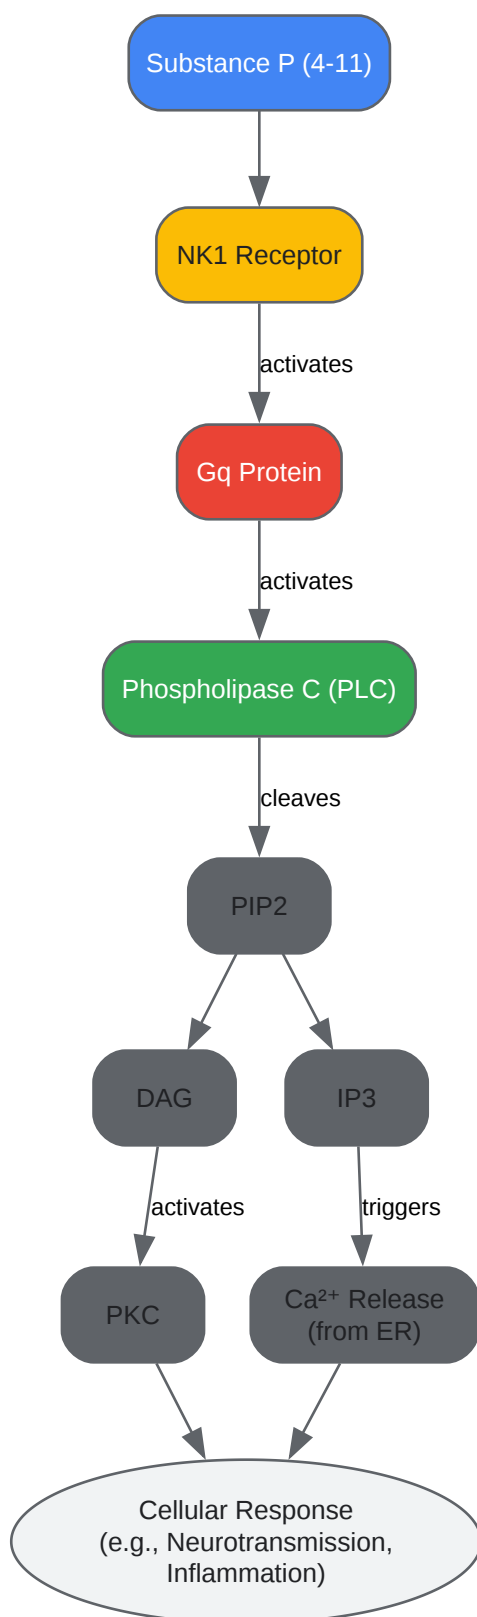 Substance P (4-11)
NK1 Receptor
activates
Gq Protein
activates
Phospholipase C (PLC)
cleaves
PIP2
DAG
IP3
activates
triggers
PKC
Ca²⁺ Release
(from ER)
Cellular Response
(e.g., Neurotransmission,
Inflammation)